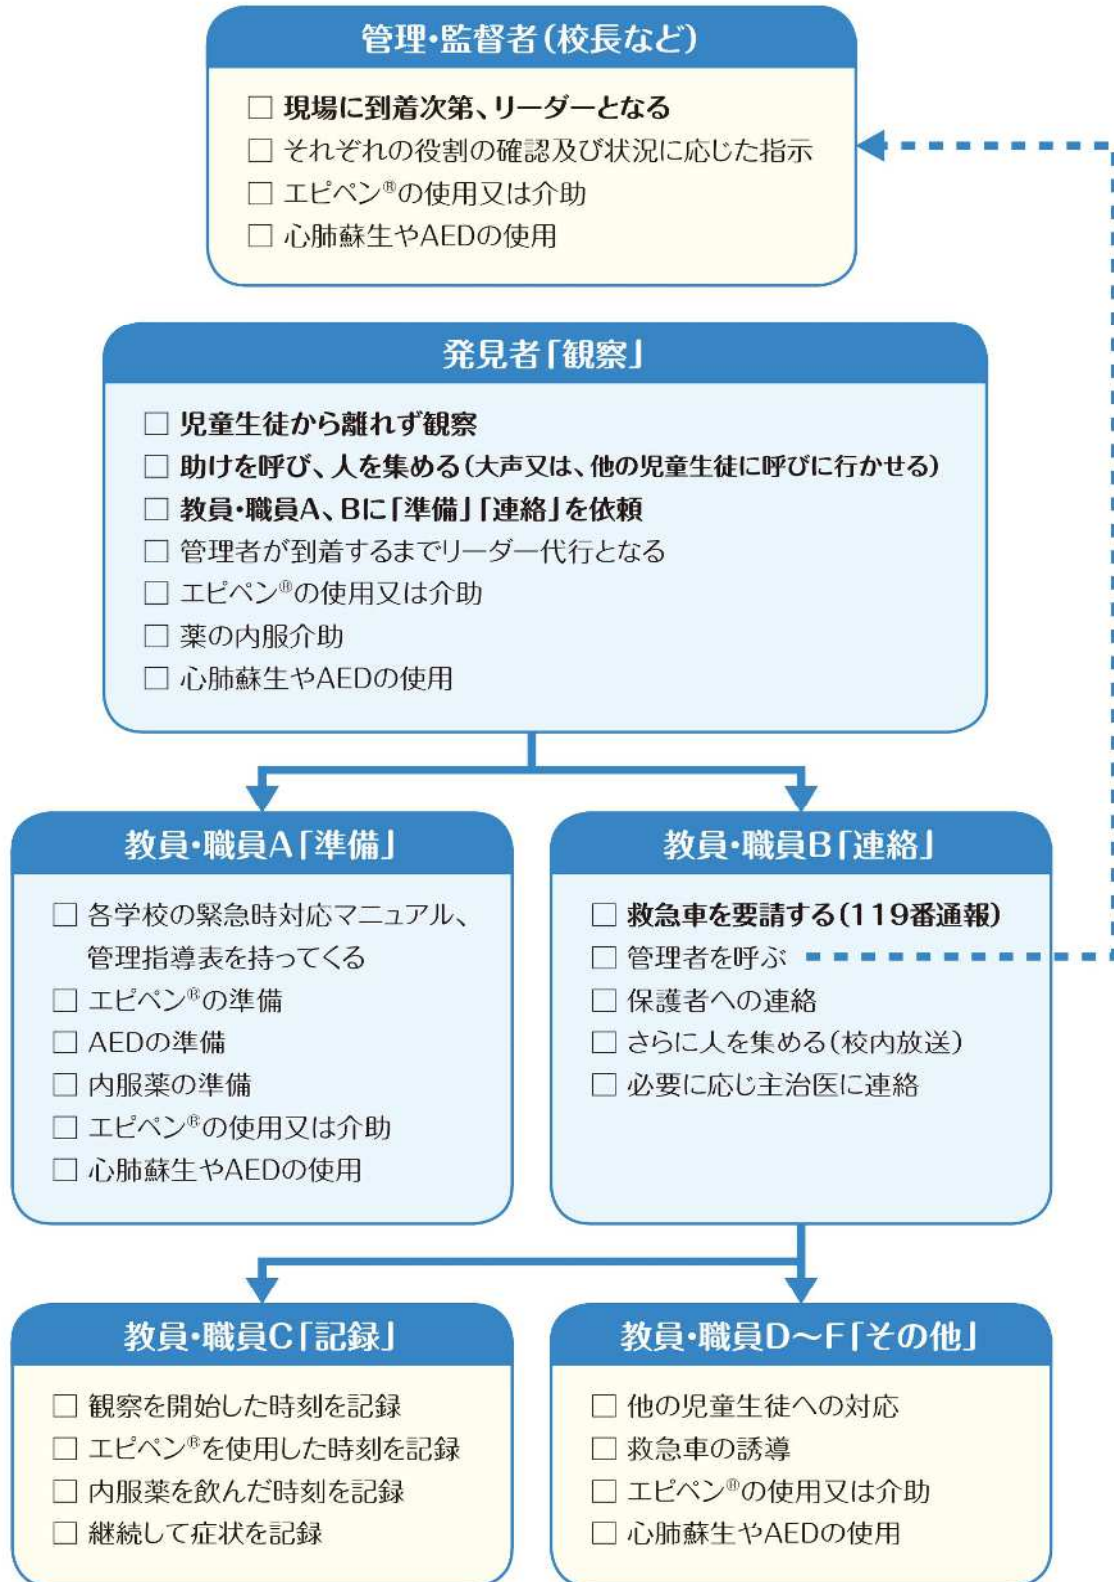 管理・監督者(校長など)
□ 現場に到着次第、リーダーとなる
□ それぞれの役割の確認及び状況に応じた指示
□ エピペン®の使用又は介助
□ 心肺蘇生やAEDの使用
発見者「観察」
□ 児童生徒から離れず観察
□ 助けを呼び、人を集める(大声又は、他の児童生徒に呼びに行かせる)
□ 教員・職員A、Bに「準備」「連絡」を依頼
□ 管理者が到着するまでリーダー代行となる
□ エピペン®の使用又は介助
□ 薬の内服介助
□ 心肺蘇生やAEDの使用
教員・職員A「準備」
□ 各学校の緊急時対応マニュアル、
管理指導表を持ってくる
□ エピペン®の準備
□ AEDの準備
□ 内服薬の準備
□ エピペン®の使用又は介助
□ 心肺蘇生やAEDの使用
教員・職員B「連絡」
□ 救急車を要請する(119番通報)
□ 管理者を呼ぶ
□ 保護者への連絡
□ さらに人を集める(校内放送)
□ 必要に応じ主治医に連絡
教員・職員C「記録」
□ 観察を開始した時刻を記録
□ エピペン®を使用した時刻を記録
□ 内服薬を飲んだ時刻を記録
□ 継続して症状を記録
教員・職員D〜F「その他」
□ 他の児童生徒への対応
□ 救急車の誘導
□ エピペン®の使用又は介助
□ 心肺蘇生やAEDの使用